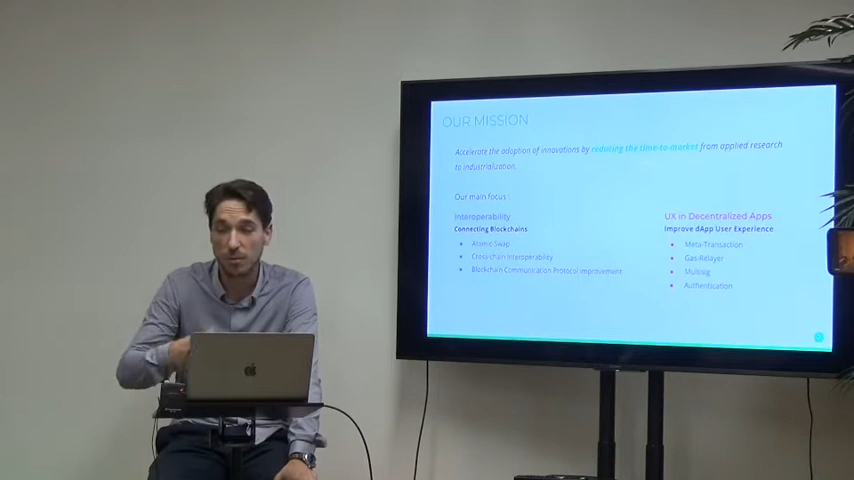 OUR MISSION
Accelerate the adoption of innovations by reducing the time-to-market from applied research
to industrialization.
Our main focus :
Interoperability
Connecting Blockchains
Atomic Swap
Cross-chain Interoperability
Blockchain Communication Protocol improvement
UX in Decentralized Apps
Improve dApp User Experience
Meta-Transaction
Gas-Relayer
Multisig
Authentication